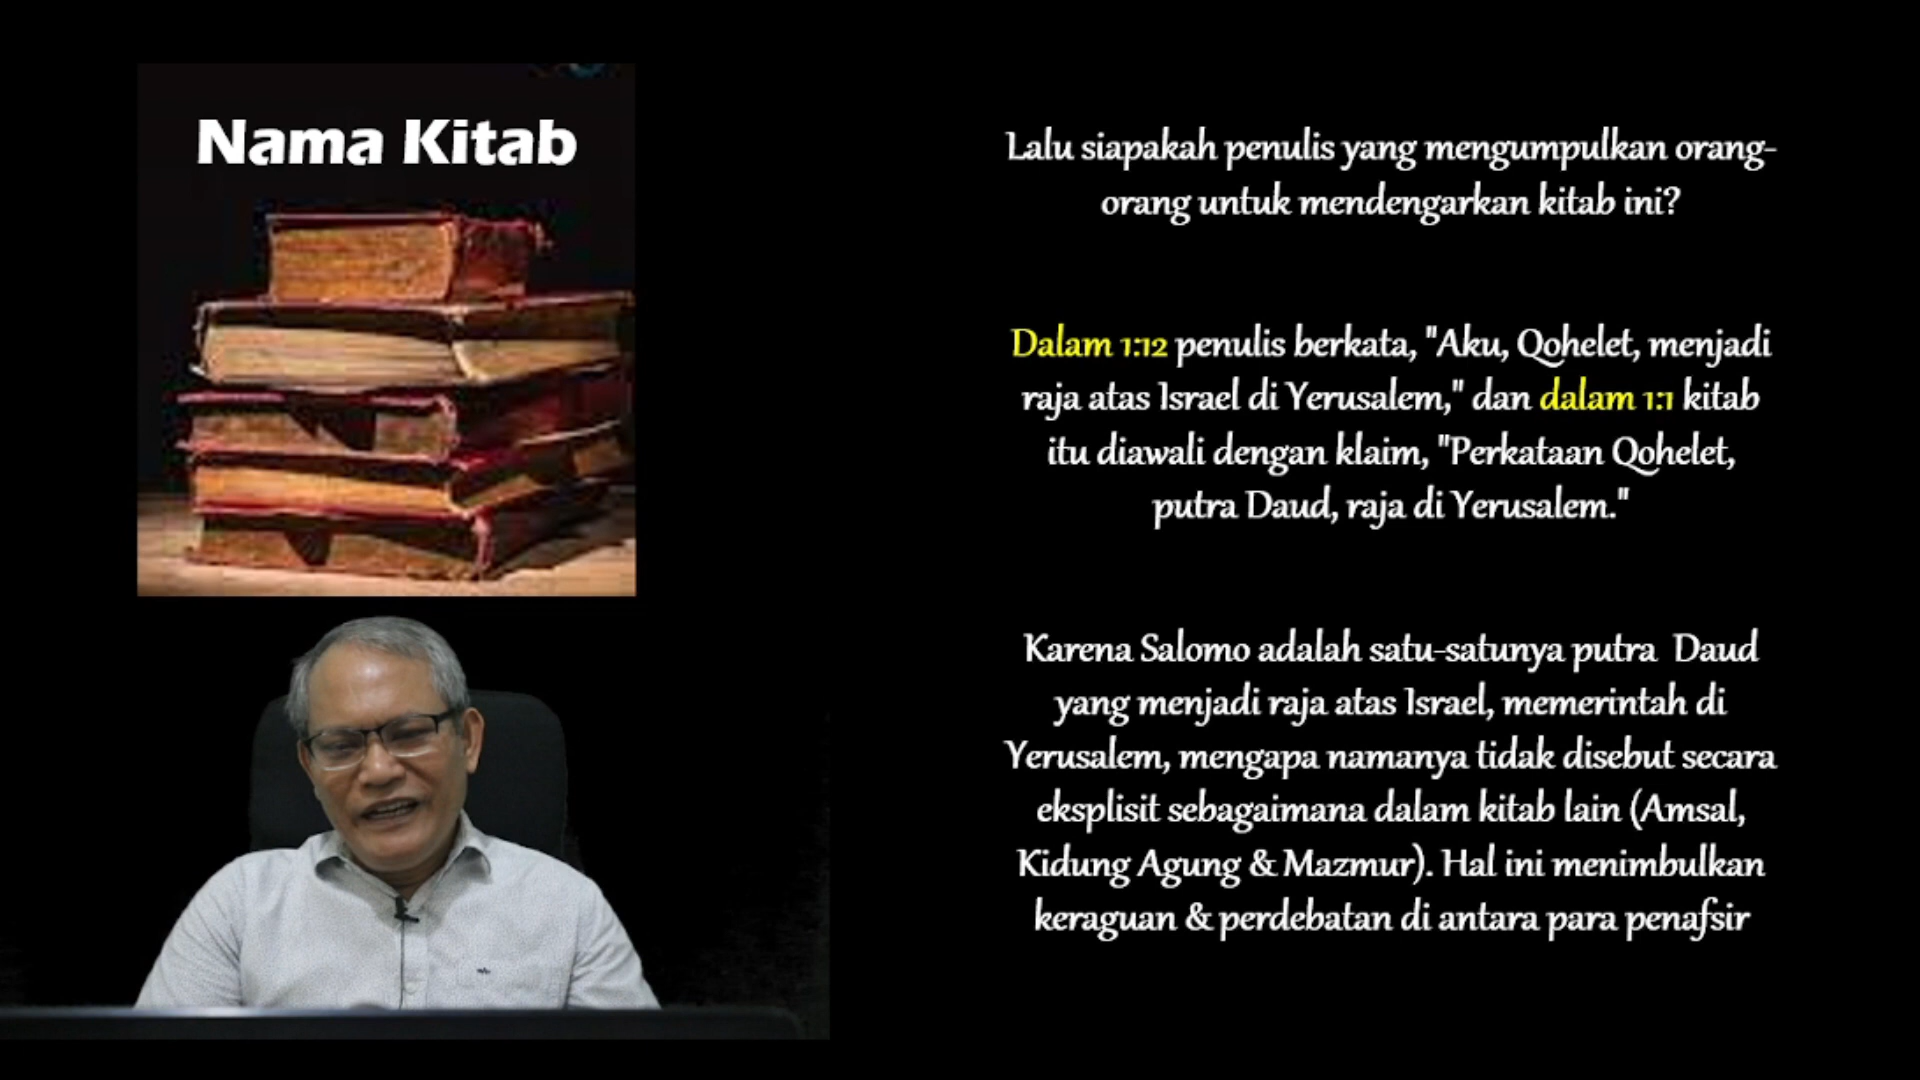 Nama Kitab
Lalu siapakah penulis yang mengumpulkan orang-
orang untuk mendengarkan kitab ini?
Dalam 1:12 penulis berkata, "Aku, Qohelet, menjadi
raja atas Israel di Yerusalem," dan dalam 1:1 kitab
itu diawali dengan klaim, "Perkataan Qohelet,
putra Daud, raja di Yerusalem."
Karena Salomo adalah satu-satunya putra  Daud
yang menjadi raja atas Israel, memerintah di
Yerusalem, mengapa namanya tidak disebut secara
eksplisit sebagaimana dalam kitab lain (Amsal,
Kidung Agung & Mazmur). Hal ini menimbulkan
keraguan & perdebatan di antara para penafsir